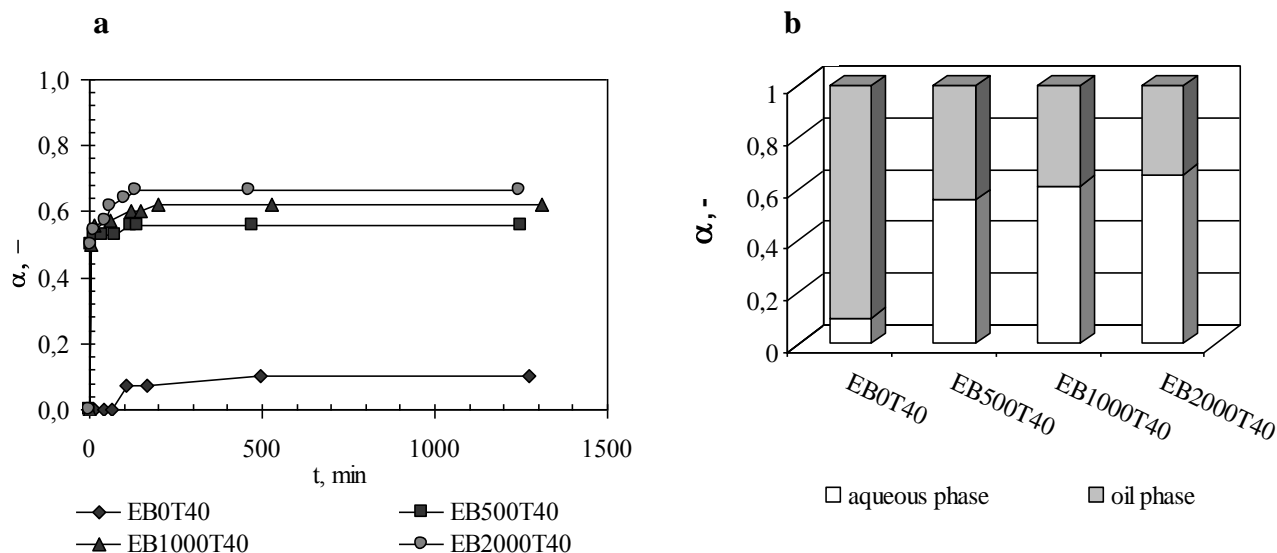 a
1,0
0,8
0,6
0,4
0,2
0,0
α, –
0 500 1000 1500
t, min
EB0T40 EB500T40
EB1000T40 EB2000T40
b
1
0,8
0,6
0,4
0,2
0
α, -
EB0T40
EB500T40
EB1000T40
EB2000T40
aqueous phase oil phase